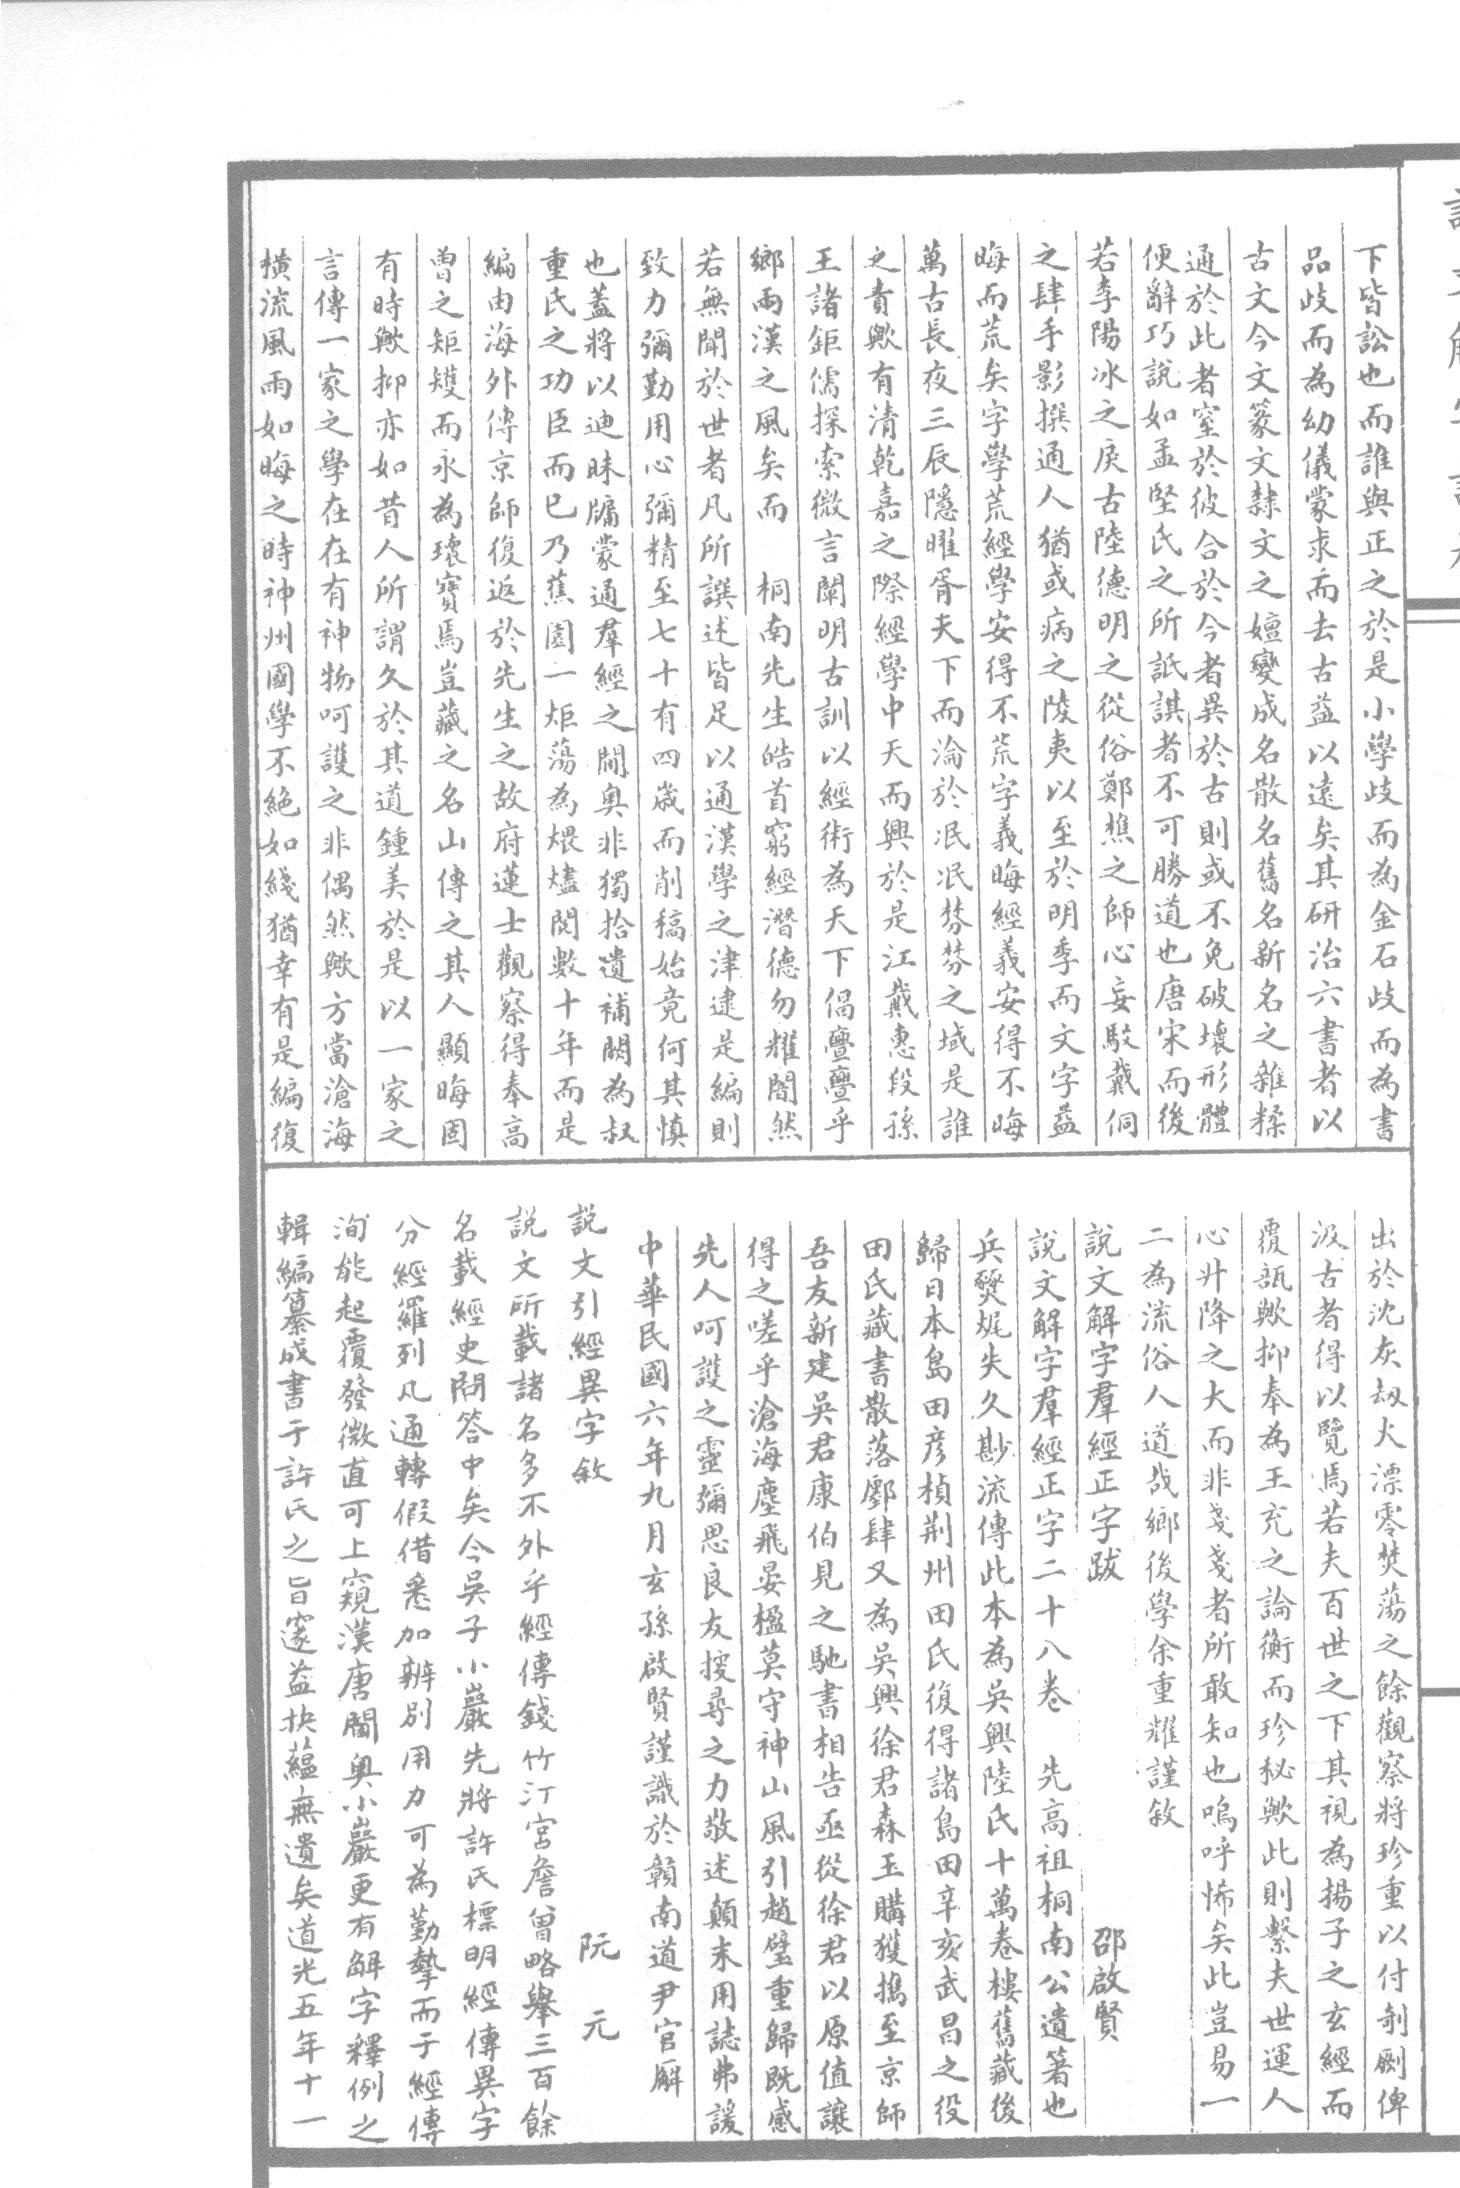 下皆訟也而誰與正之於是小學歧而為金石歧而為書
品歧而為幼儀蒙求而去古益以遠矣其研治六書者以
古文今文篆文隸文之嬗變成名散名舊名新名之雜糅
通於此者窒於彼合於今者異於古則或不免破壞形體
便辭巧說如孟堅氏之所詆諆者不可勝道也唐宋而後
若李陽冰之戾古陸德明之從俗鄭樵之師心妄駁戴侗
之肆手影撰通人猶或病之陵夷以至於明季而文字益
晦而荒矣字學荒經學安得不荒字義晦經義安得不晦
萬古長夜三辰隱曜胥天下而淪於泯泯棼棼之域是誰
之責歟有清乾嘉之際經學中天而興於是江戴惠段孫
王諸鉅儒探索微言闡明古訓以經術為天下倡亹亹乎
鄉兩漢之風矣而　桐南先生皓首窮經潛德勿耀闇然
若無聞於世者凡所譔述皆足以通漢學之津逮是編則
致力彌勤用心彌精至七十有四歲而削稿始竟何其慎
也蓋將以迪昧牖蒙通羣經之閫奧非獨拾遺補闕為叔
重氏之功臣而已乃蕉園一炬蕩為煨燼閱數十年而是
編由海外傳京師復返於先生之故府蓮士觀察得奉高
曾之矩矱而永為瓌寶焉豈藏之名山傳之其人顯晦固
有時歟抑亦如昔人所謂久於其道鍾美於是以一家之
言傳一家之學在在有神物呵護之非偶然歟方當滄海
橫流風雨如晦之時神州國學不絕如綫猶幸有是編復
出於沈灰劫火漂零焚蕩之餘觀察將珍重以付剞劂俾
汲古者得以覽焉若夫百世之下其視為揚子之玄經而
覆瓿歟抑奉為王充之論衡而珍秘歟此則繫夫世運人
心升降之大而非戔戔者所敢知也嗚呼悕矣此豈易一
二為流俗人道哉鄉後學余重耀謹敘
說文解字羣經正字跋　邵啟賢
說文解字羣經正字二十八卷　先高祖桐南公遺箸也
兵燹娓失久尠流傳此本為吳興陸氏十萬卷樓舊藏後
歸日本島田彥楨荆州田氏復得諸島田辛亥武昌之役
田氏藏書散落鄽肆又為吳興徐君森玉購獲攜至京師
吾友新建吳君康伯見之馳書相告亟從徐君以原值讓
得之嗟乎滄海塵飛晏楹莫守神山風引趙璧重歸既感
先人呵護之靈彌思良友搜尋之力敬述顛末用誌弗諼
中華民國六年九月玄孫啟賢謹識於贛南道尹官廨
說文引經異字敘　阮　元
說文所載諸名多不外乎經傳錢竹汀宮詹曾略舉三百餘
名載經史問答中矣今吳子小巖先將許氏標明經傳異字
分經羅列凡通轉假借悉加辨別用力可為勤摯而于經傳
洵能起覆發微直可上窺漢唐閫奥小巖更有解字釋例之
輯編纂成書于許氏之旨邃益抉蘊無遺矣道光五年十一